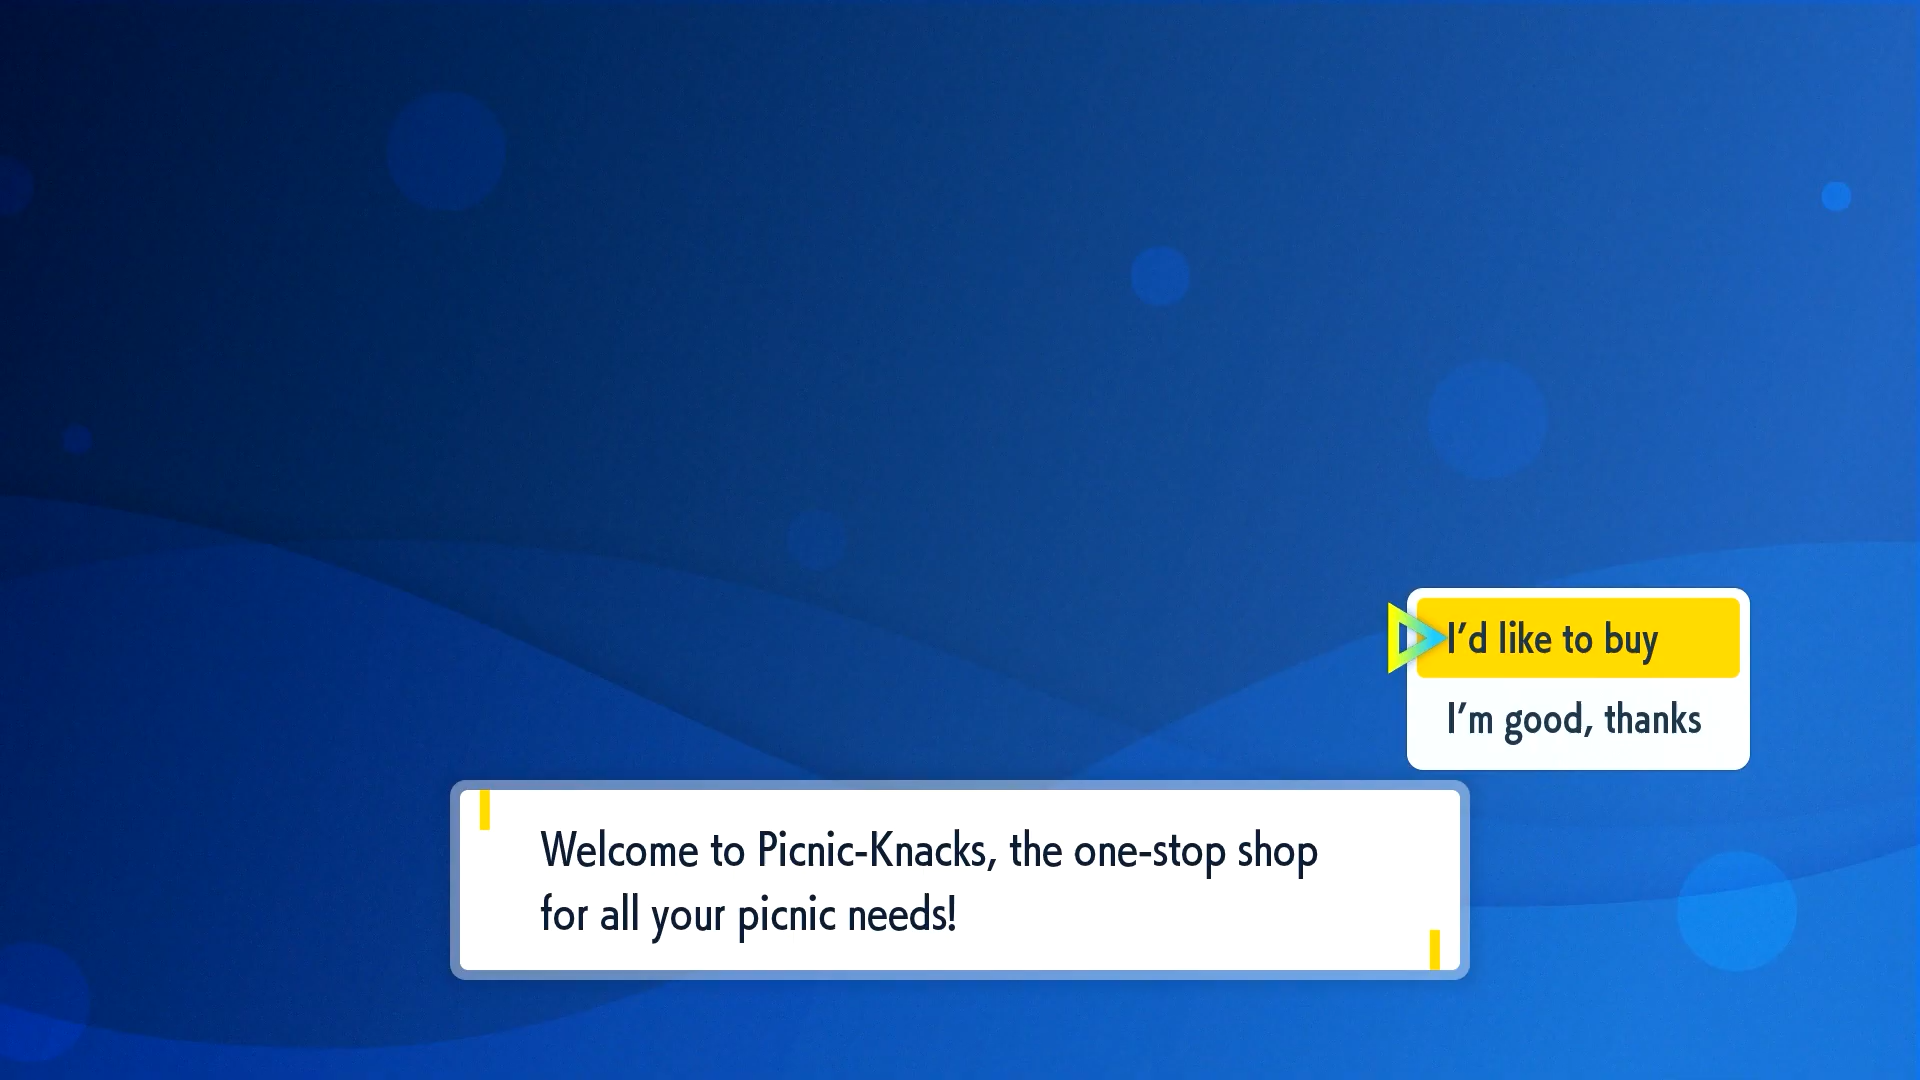 I’d like to buy
I’m good, thanks
Welcome to Picnic-Knacks, the one-stop shop
for all your picnic needs!